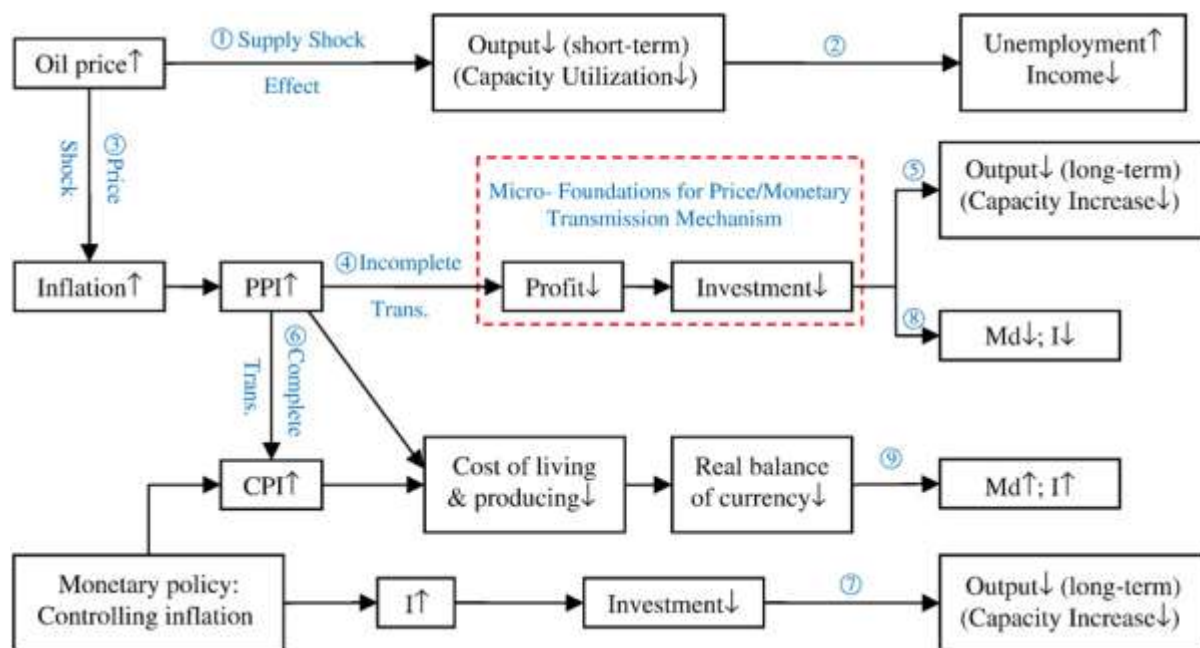 Oil price↑
① Supply Shock
Effect
Output↓ (short-term)
(Capacity Utilization↓)
②
Unemployment↑
Income↓
③Price
Shock
Micro- Foundations for Price/Monetary
Transmission Mechanism
⑤
Output↓ (long-term)
(Capacity Increase↓)
Inflation↑
PPI↑
④Incomplete
Trans.
Profit↓
Investment↓
⑧
Md↓; I↓
⑥Complete
Trans.
CPI↑
Cost of living
& producing↓
Real balance
of currency↓
⑨
Md↑; I↑
Monetary policy:
Controlling inflation
I↑
Investment↓
⑦
Output↓ (long-term)
(Capacity Increase↓)